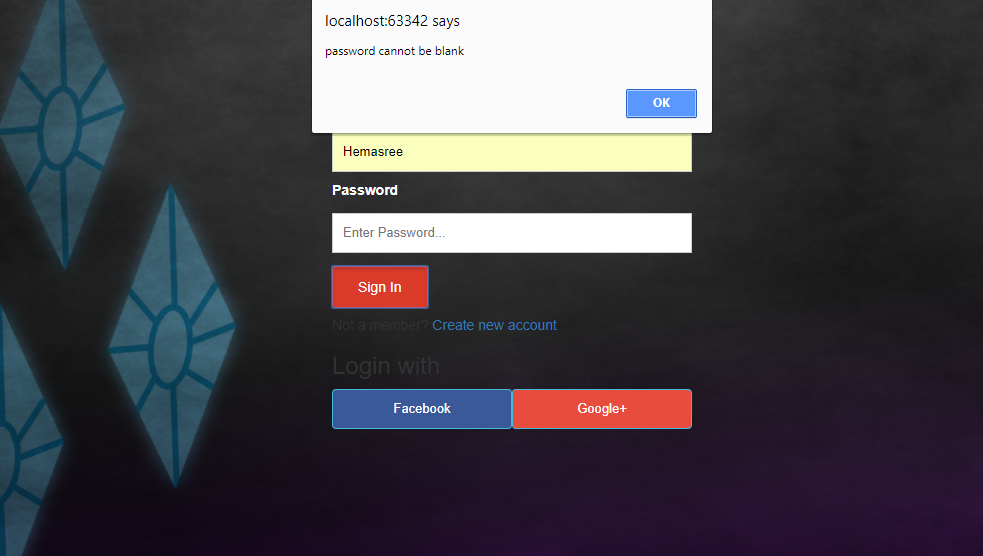 localhost:63342 says
password cannot be blank
OK
Hemasree
Password
Enter Password...
Sign In
Not a member? Create new account
Login with
Facebook Google+